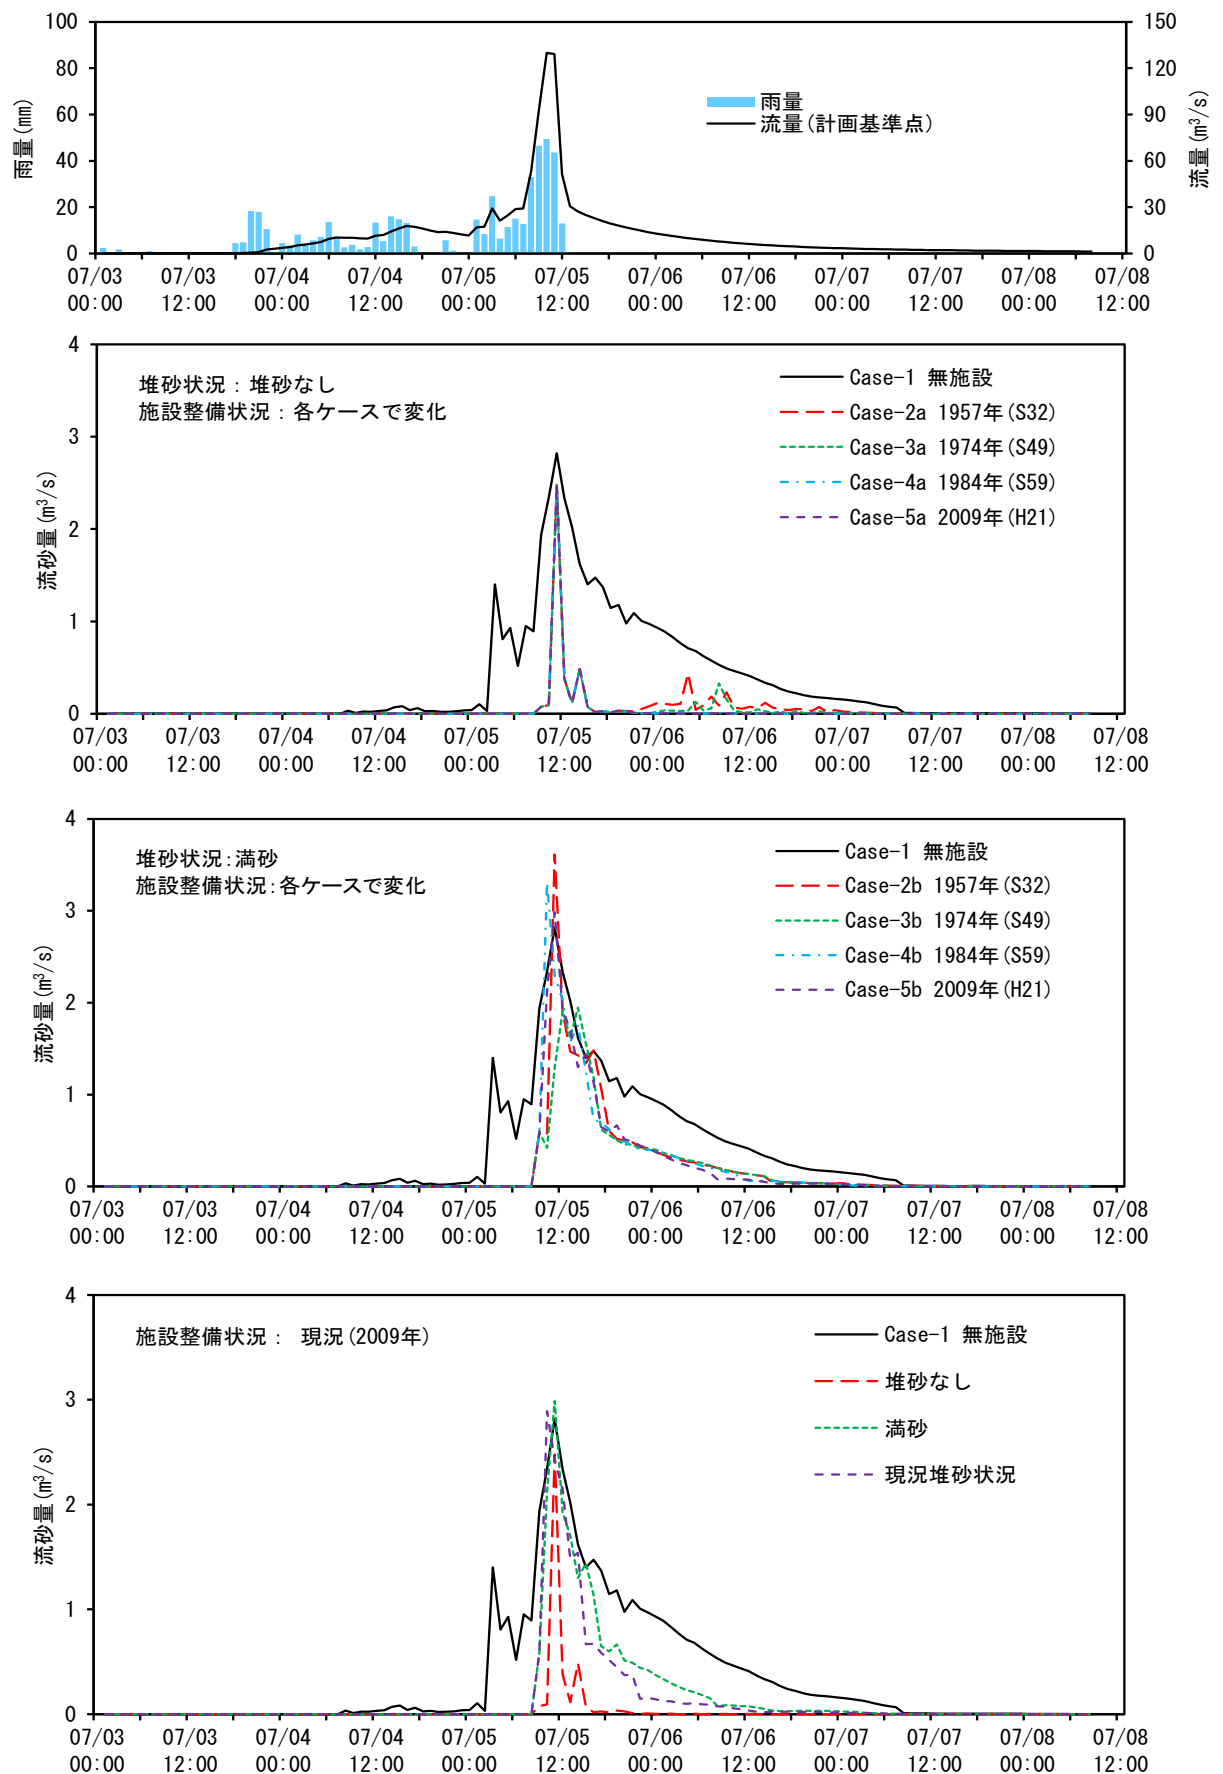 100
80
60
40
20
0
雨量(mm)
150
120
90
60
30
0
流量(m³/s)
雨量
流量(計画基準点)
07/03 07/03 07/04 07/04 07/05 07/05 07/06 07/06 07/07 07/07 07/08 07/08
00:00 12:00 00:00 12:00 00:00 12:00 00:00 12:00 00:00 12:00 00:00 12:00
4
3
2
1
0
流砂量(m³/s)
堆砂状況：堆砂なし
施設整備状況：各ケースで変化
Case-1 無施設
Case-2a 1957年(S32)
Case-3a 1974年(S49)
Case-4a 1984年(S59)
Case-5a 2009年(H21)
07/03 07/03 07/04 07/04 07/05 07/05 07/06 07/06 07/07 07/07 07/08 07/08
00:00 12:00 00:00 12:00 00:00 12:00 00:00 12:00 00:00 12:00 00:00 12:00
4
3
2
1
0
流砂量(m³/s)
堆砂状況:満砂
施設整備状況:各ケースで変化
Case-1 無施設
Case-2b 1957年(S32)
Case-3b 1974年(S49)
Case-4b 1984年(S59)
Case-5b 2009年(H21)
07/03 07/03 07/04 07/04 07/05 07/05 07/06 07/06 07/07 07/07 07/08 07/08
00:00 12:00 00:00 12:00 00:00 12:00 00:00 12:00 00:00 12:00 00:00 12:00
4
3
2
1
0
流砂量(m³/s)
施設整備状況： 現況(2009年)
Case-1 無施設
堆砂なし
満砂
現況堆砂状況
07/03 07/03 07/04 07/04 07/05 07/05 07/06 07/06 07/07 07/07 07/08 07/08
00:00 12:00 00:00 12:00 00:00 12:00 00:00 12:00 00:00 12:00 00:00 12:00